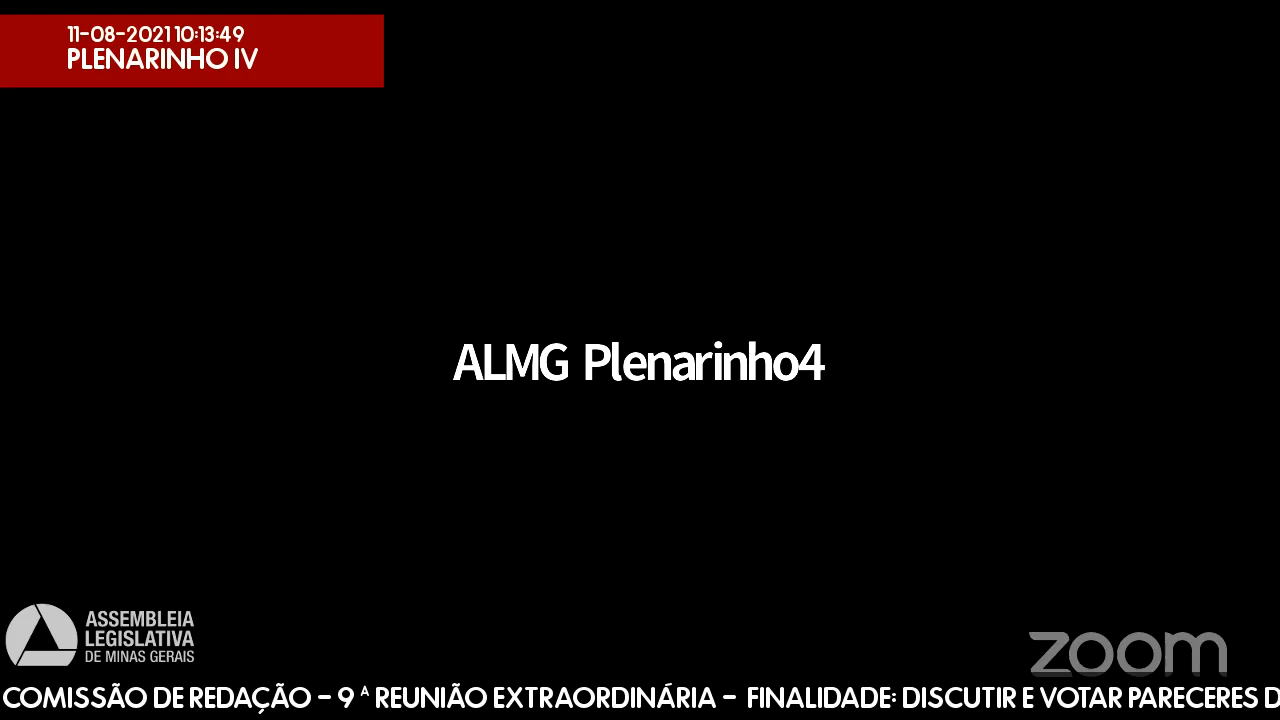 11-08-2021 10:13:49
PLENARINHO IV
ALMG Plenarinho4
ASSEMBLEIA
LEGISLATIVA
DE MINAS GERAIS
zoom
COMISSÃO DE REDAÇÃO - 9 ª REUNIÃO EXTRAORDINÁRIA - FINALIDADE: DISCUTIR E VOTAR PARECERES D